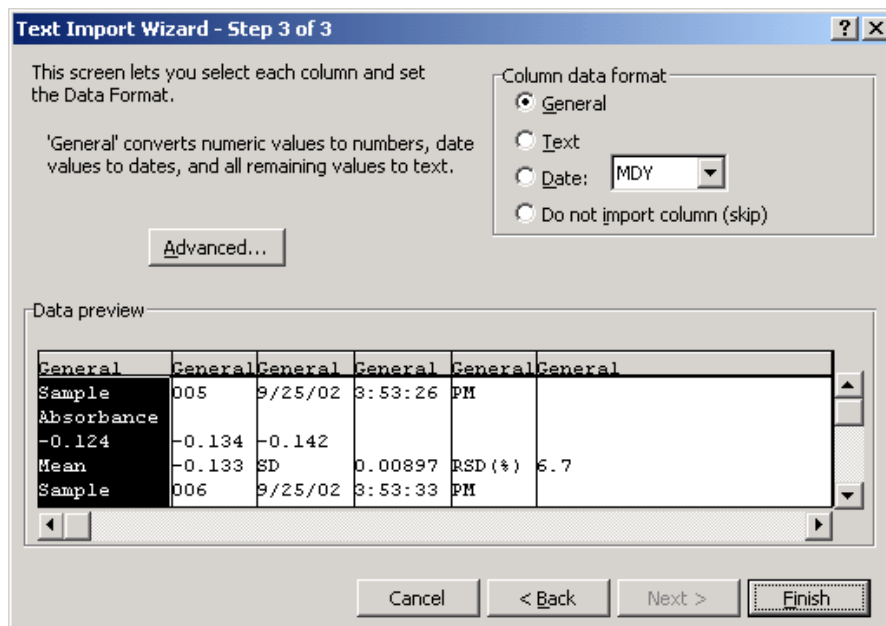 Text Import Wizard - Step 3 of 3
This screen lets you select each column and set
the Data Format.
'General' converts numeric values to numbers, date
values to dates, and all remaining values to text.
Advanced...
Column data format
General
Text
Date: MDY
Do not import column (skip)
Data preview
General General General General General General
Sample 005 9/25/02 3:53:26 PM
Absorbance
-0.124 -0.134 -0.142
Mean -0.133 SD 0.00897 RSD(%) 6.7
Sample 006 9/25/02 3:53:33 PM
Cancel < Back Next > Finish